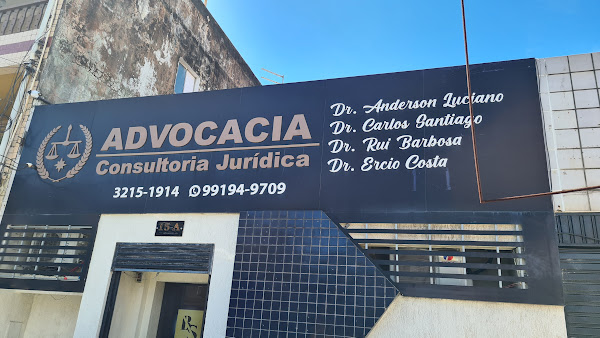 ADVOCACIA
Consultoria Jurídica
3215-1914 99194-9709
Dr. Anderson Luciano
Dr. Carlos Santiago
Dr. Rui Barbosa
Dr. Ercio Costa
15-A